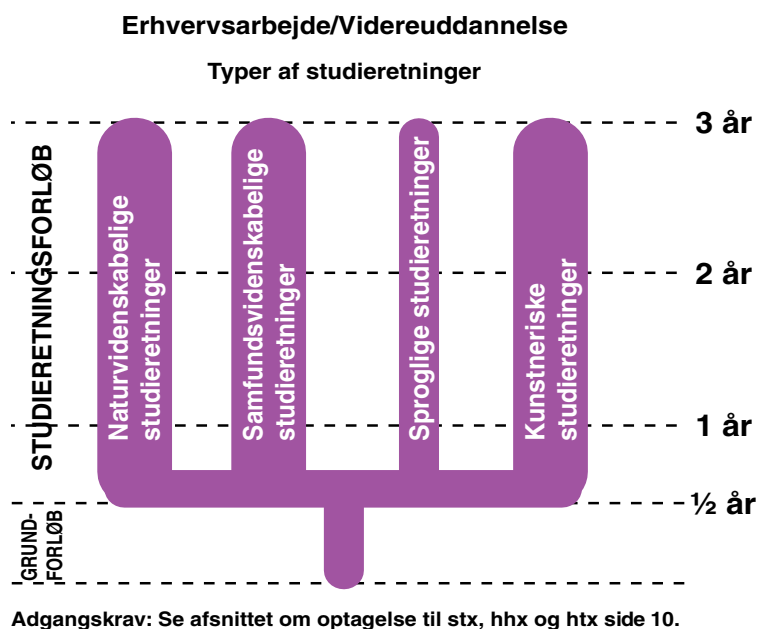 Erhvervsarbejde/Videreuddannelse
Typer af studieretninger
3 år
2 år
1 år
½ år
STUDIERETNINGSFORLØB
GRUND-
FORLØB
Naturvidenskabelige
studieretninger
Samfundsvidenskabelige
studieretninger
Sproglige studieretninger
Kunstneriske
studieretninger
Adgangskrav: Se afsnittet om optagelse til stx, hhx og htx side 10.